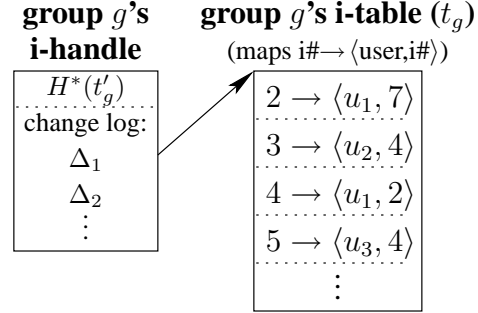 group g's
i-handle
H*(t'_g)
change log:
Δ₁
Δ₂
⋮
group g's i-table (t_g)
(maps i#→⟨user,i#⟩)
2 → ⟨u₁, 7⟩
3 → ⟨u₂, 4⟩
4 → ⟨u₁, 2⟩
5 → ⟨u₃, 4⟩
⋮